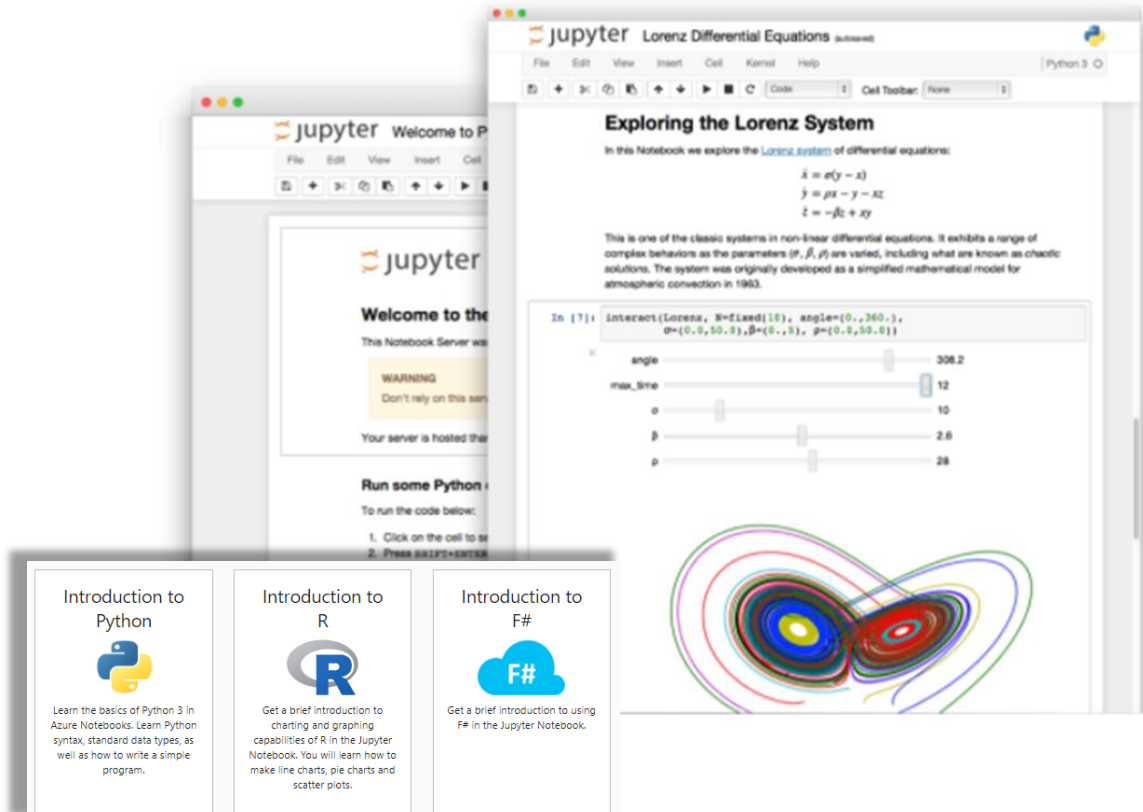 jupyter Lorenz Differential Equations (autosaved)
File Edit View Insert Cell Kernel Help Python 3
Code Cell Toolbar: None
Exploring the Lorenz System
In this Notebook we explore the Lorenz system of differential equations:
ẋ = σ(y − x)
ẏ = ρx − y − xz
ż = −βz + xy
This is one of the classic systems in non-linear differential equations. It exhibits a range of
complex behaviors as the parameters (σ, β, ρ) are varied, including what are known as chaotic
solutions. The system was originally developed as a simplified mathematical model for
atmospheric convection in 1963.
In [7]: interact(Lorenz, N=fixed(10), angle=(0.,360.),
σ=(0.0,50.0),β=(0.,5), ρ=(0.0,50.0))
angle 308.2
max_time 12
σ 10
β 2.6
ρ 28
jupyter Welcome to P
File Edit View Insert Cell
jupyter
Welcome to the
This Notebook Server wa
WARNING
Don't rely on this serv
Your server is hosted than
Run some Python
To run the code below:
1. Click on the cell to se
2. Press SHIFT+ENTER
Introduction to
Python
Learn the basics of Python 3 in
Azure Notebooks. Learn Python
syntax, standard data types, as
well as how to write a simple
program.
Introduction to
R
R
Get a brief introduction to
charting and graphing
capabilities of R in the Jupyter
Notebook. You will learn how to
make line charts, pie charts and
scatter plots.
Introduction to
F#
F#
Get a brief introduction to using
F# in the Jupyter Notebook.